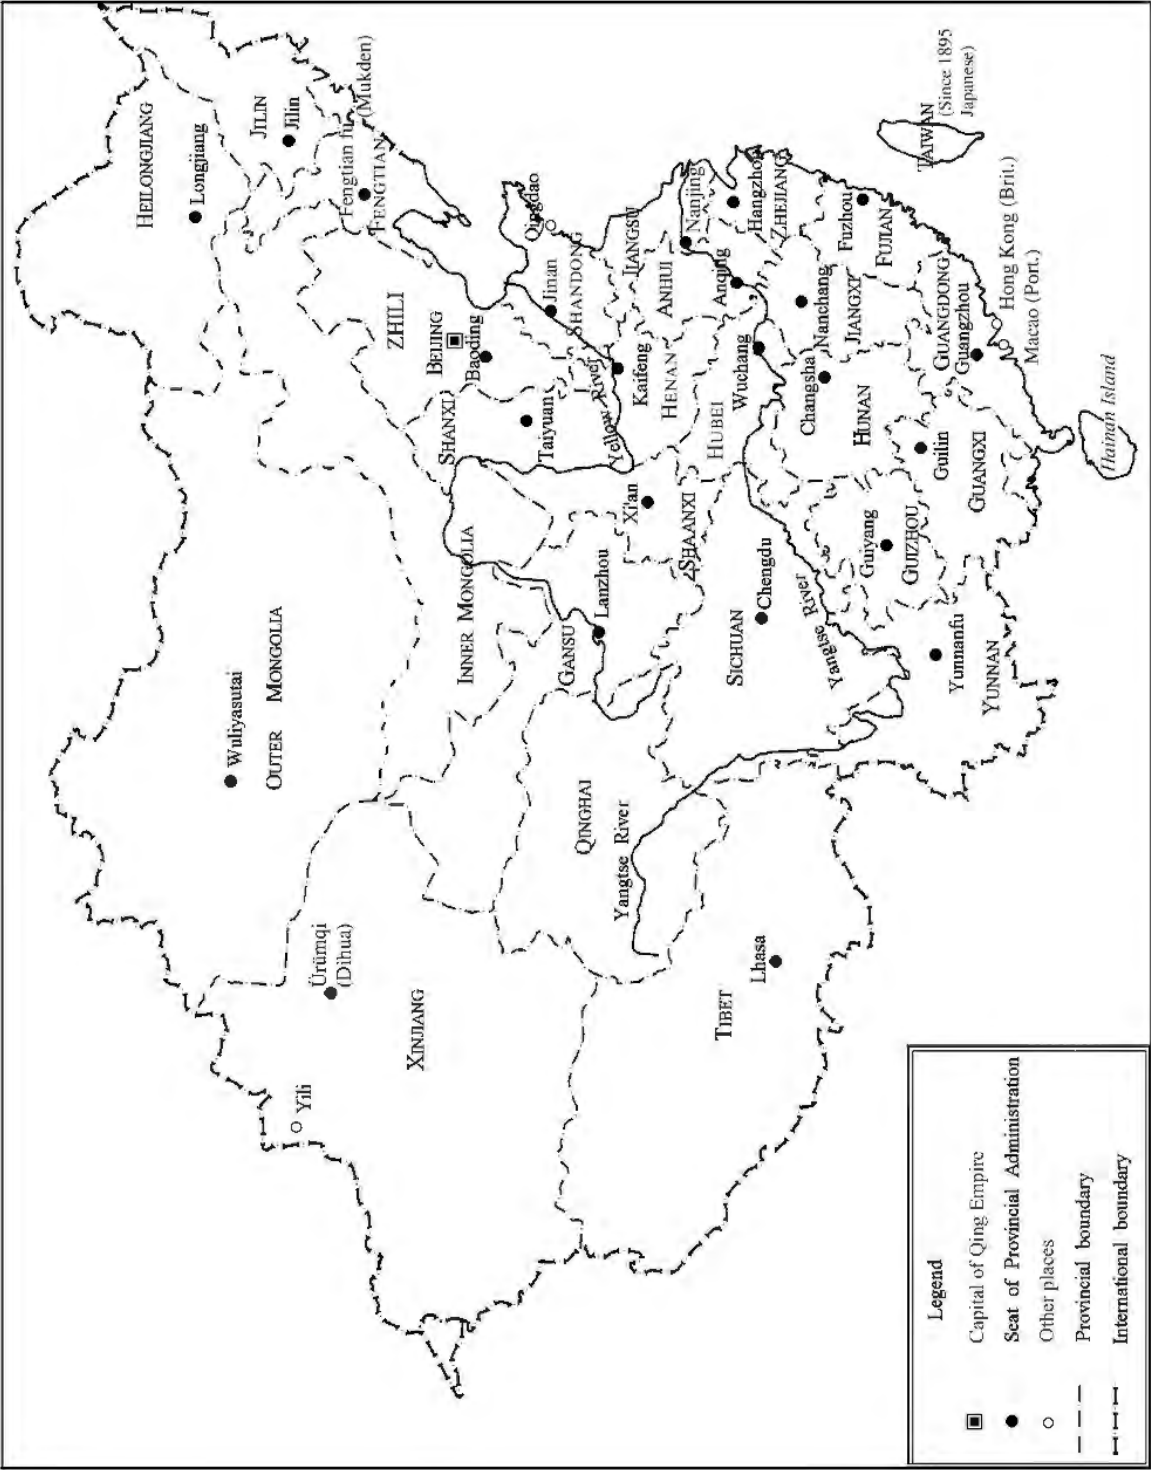 HEILONGJIANG
Longjiang
JILIN
Jilin
Fengtian fu
(Mukden)
FENGTIAN
Wuliyasutai
OUTER MONGOLIA
Ürümqi
(Dihua)
Yili
XINJIANG
INNER MONGOLIA
ZHILI
BEIJING
Baoding
SHANXI
Taiyuan
Yellow River
Qingdao
Jinian
SHANDONG
JIANGSU
Nanjing
ANHUI
Anqing
Kaifeng
HENAN
HUBEI
Wuchang
Xi'an
SHAANXI
Lanzhou
GANSU
QINGHAI
Yangtse River
SICHUAN
Chengdu
Yangtse River
TIBET
Lhasa
Hangzhou
ZHEJIANG
Nanchang
JIANGXI
Fuzhou
FUJIAN
Changsha
HUNAN
Guiyang
GUIZHOU
Guilin
GUANGXI
GUANGDONG
Guangzhou
Yunnanfu
YUNNAN
Hong Kong (Brit.)
Macao (Port.)
Hainan Island
TAIWAN
(Since 1895
Japanese)
Legend
Capital of Qing Empire
Seat of Provincial Administration
Other places
Provincial boundary
International boundary